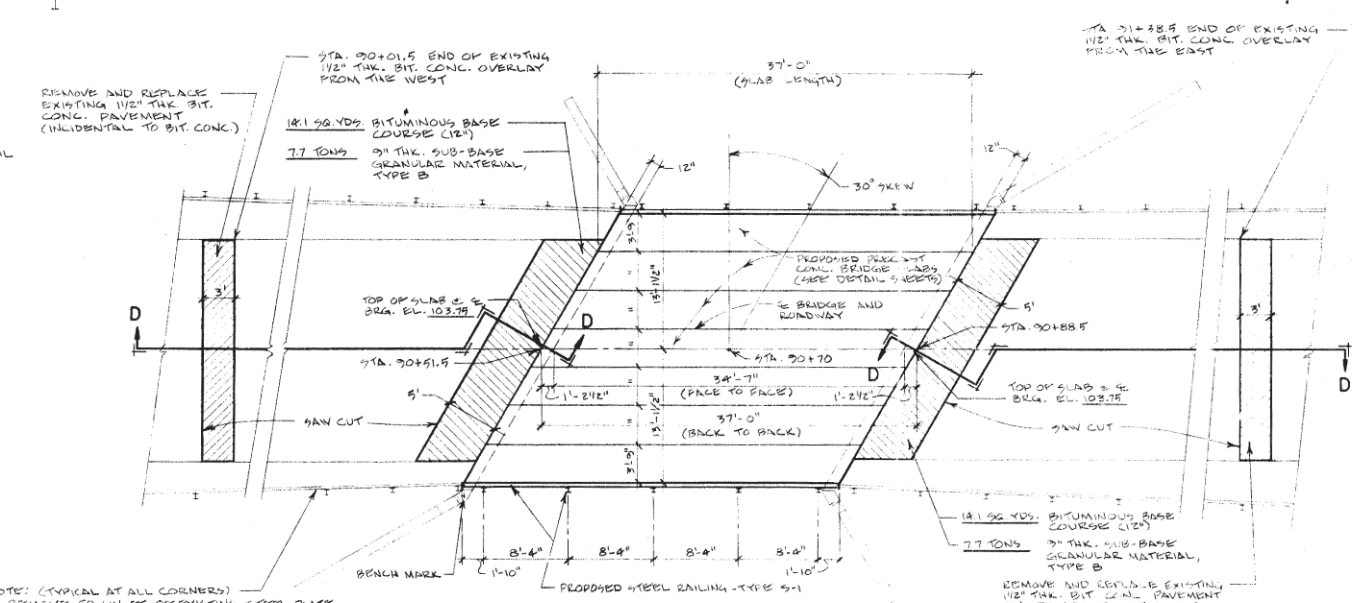 STA. 90+01.5 END OF EXISTING
1 1/2" THK. BIT. CONC. OVERLAY
FROM THE WEST
STA 91+38.5 END OF EXISTING
1 1/2" THK. BIT. CONC. OVERLAY
FROM THE EAST
37'-0"
(SLAB LENGTH)
REMOVE AND REPLACE
EXISTING 1 1/2" THK. BIT.
CONC. PAVEMENT
(INCIDENTAL TO BIT. CONC.)
14.1 SQ. YDS. BITUMINOUS BASE
COURSE (12")
7.7 TONS 9" THK. SUB-BASE
GRANULAR MATERIAL,
TYPE B
12"
12"
30° SKEW
3'-9"
13'-1 1/2"
PROPOSED PRECAST
CONC. BRIDGE SLABS
(SEE DETAIL SHEETS)
5'
3'
3'
TOP OF SLAB @ ℄
BRG. EL. 103.75
℄ BRIDGE AND
ROADWAY
D
D
STA. 90+88.5
STA. 90+51.5
STA. 90+70
D
D
34'-7"
(FACE TO FACE)
1'-2 1/2"
1'-2 1/2"
TOP OF SLAB @ ℄
BRG. EL. 103.75
5'
37'-0"
(BACK TO BACK)
13'-1 1/2"
SAW CUT
SAW CUT
3'-9"
8'-4"
8'-4"
8'-4"
8'-4"
1'-10"
1'-10"
BENCH MARK
PROPOSED STEEL RAILING - TYPE S-1
14.1 SQ. YDS. BITUMINOUS BASE
COURSE (12")
7.7 TONS 9" THK. SUB-BASE
GRANULAR MATERIAL,
TYPE B
REMOVE AND REPLACE EXISTING
1 1/2" THK. BIT. CONC. PAVEMENT
OTE: (TYPICAL AT ALL CORNERS)